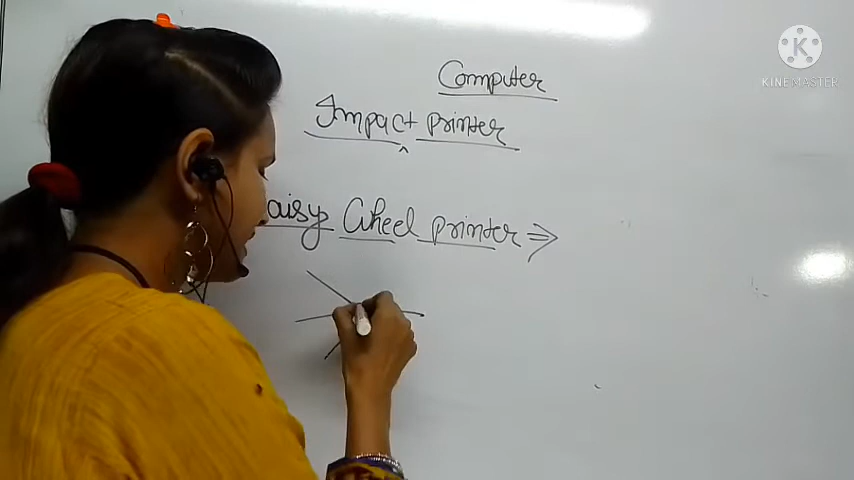 Computer
Impact printer
aisy Wheel printer ⇒
K
KINEMASTER